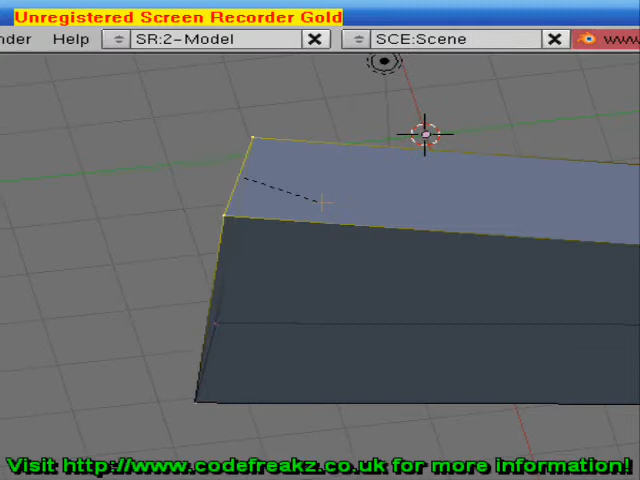 Unregistered Screen Recorder Gold
nder Help SR:2-Model SCE:Scene www
Visit http://www.codefreakz.co.uk for more information!